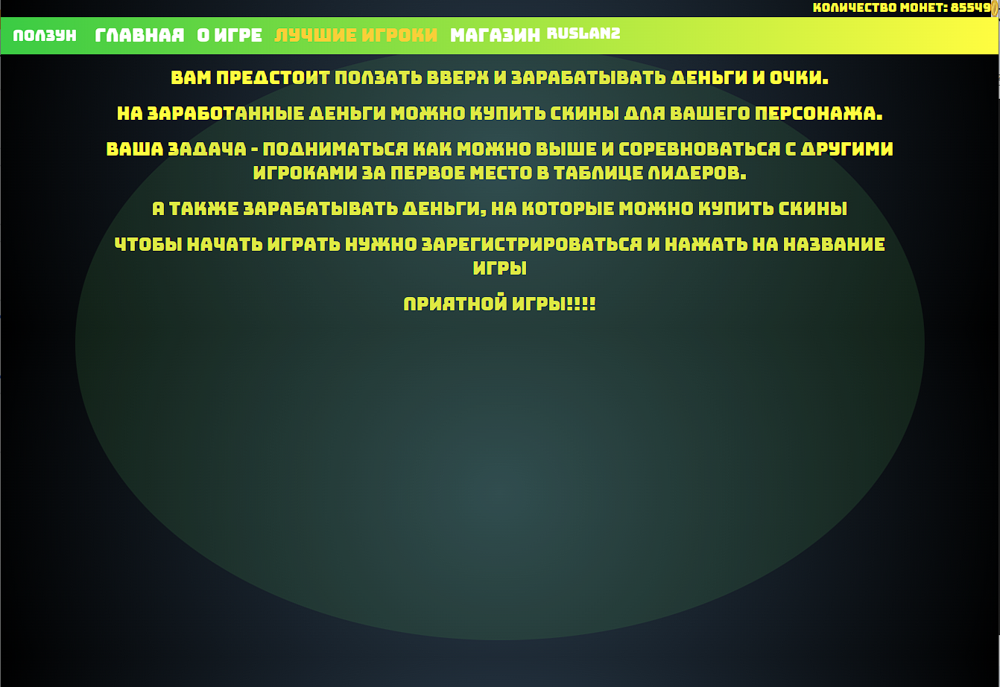 КОЛИЧЕСТВО МОНЕТ: 85549
ПОЛЗУН ГЛАВНАЯ О ИГРЕ ЛУЧШИЕ ИГРОКИ МАГАЗИН RUSLAN2
ВАМ ПРЕДСТОИТ ПОЛЗАТЬ ВВЕРХ И ЗАРАБАТЫВАТЬ ДЕНЬГИ И ОЧКИ.
НА ЗАРАБОТАННЫЕ ДЕНЬГИ МОЖНО КУПИТЬ СКИНЫ ДЛЯ ВАШЕГО ПЕРСОНАЖА.
ВАША ЗАДАЧА - ПОДНИМАТЬСЯ КАК МОЖНО ВЫШЕ И СОРЕВНОВАТЬСЯ С ДРУГИМИ
ИГРОКАМИ ЗА ПЕРВОЕ МЕСТО В ТАБЛИЦЕ ЛИДЕРОВ.
А ТАКЖЕ ЗАРАБАТЫВАТЬ ДЕНЬГИ, НА КОТОРЫЕ МОЖНО КУПИТЬ СКИНЫ
ЧТОБЫ НАЧАТЬ ИГРАТЬ НУЖНО ЗАРЕГИСТРИРОВАТЬСЯ И НАЖАТЬ НА НАЗВАНИЕ
ИГРЫ
ПРИЯТНОЙ ИГРЫ!!!!